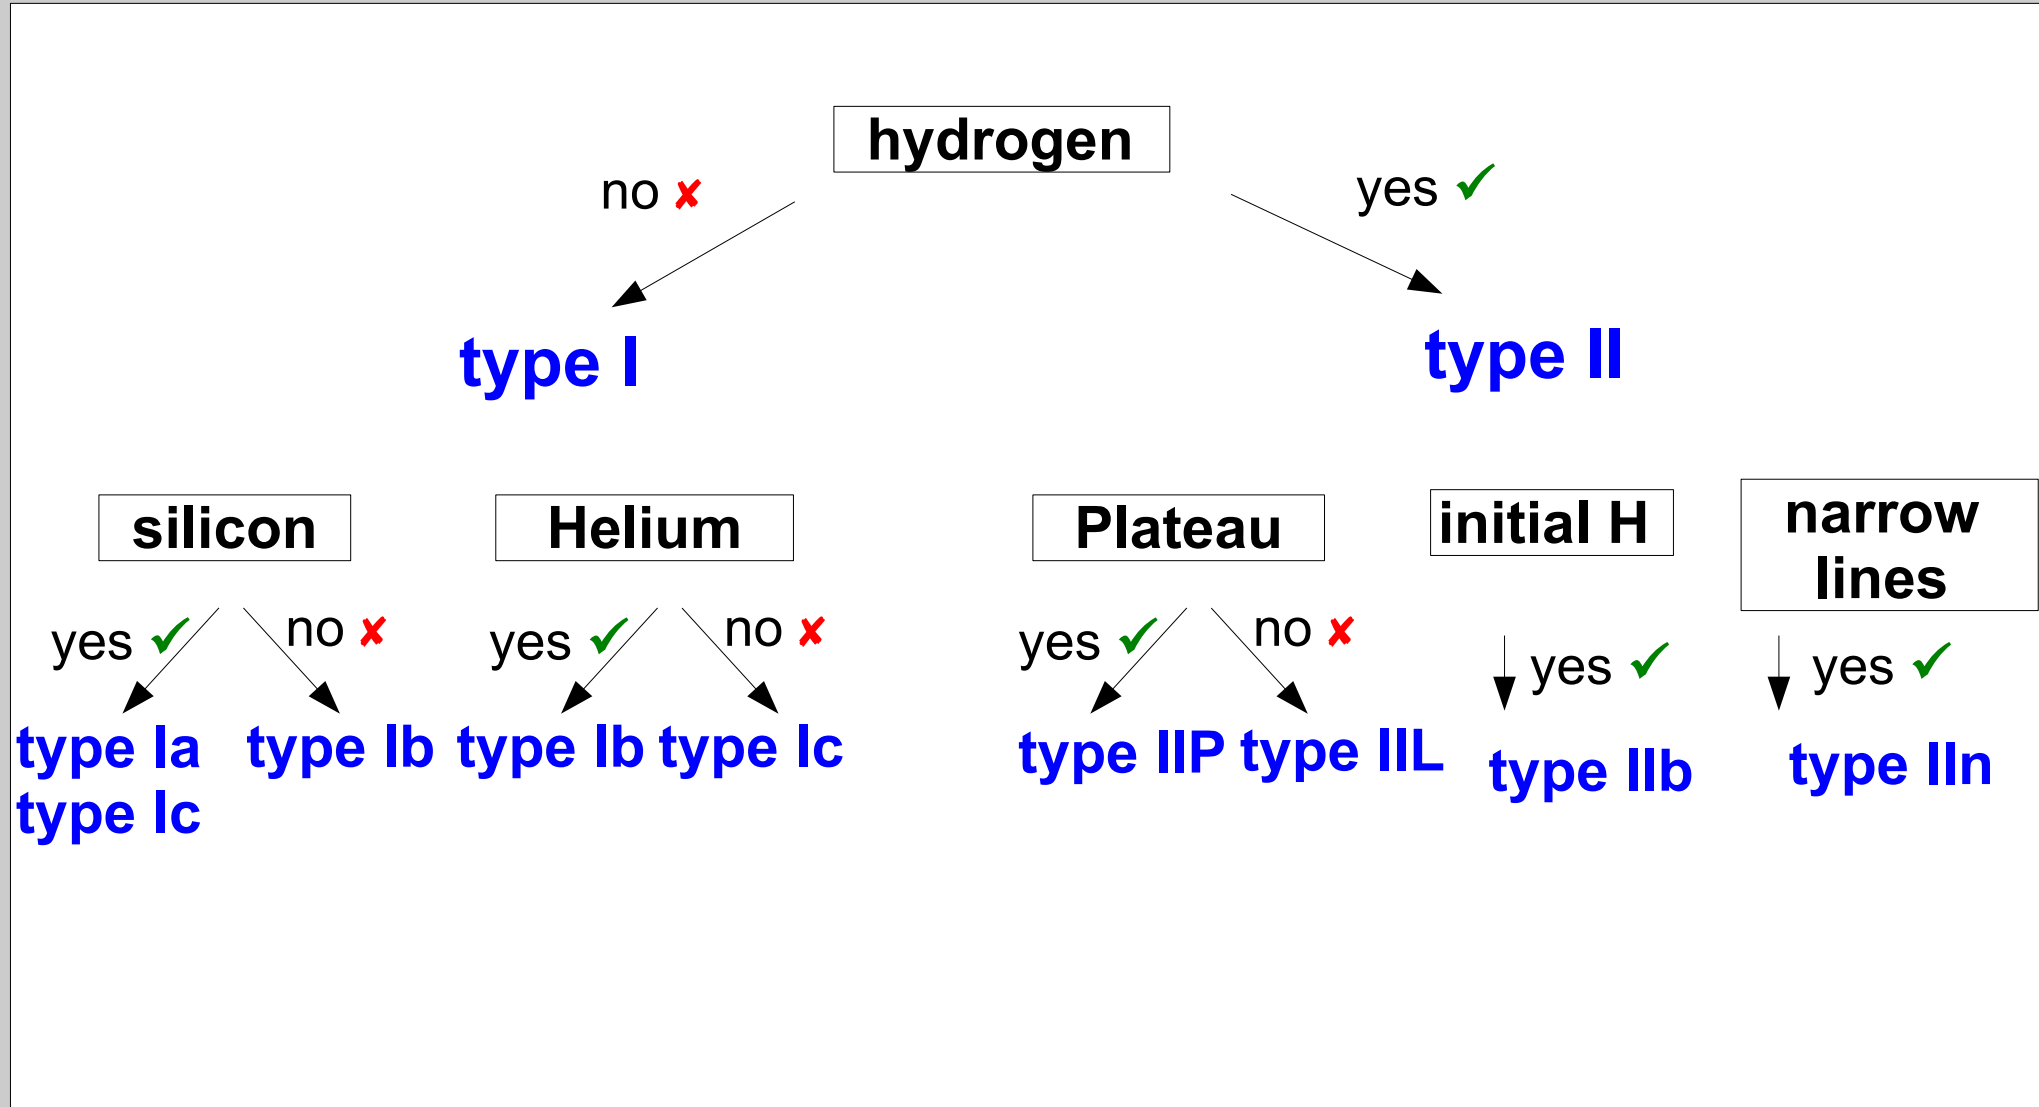 hydrogen
no ✘
yes ✓
type I
type II
silicon
Helium
Plateau
initial H
narrow
lines
yes ✓
no ✘
yes ✓
no ✘
yes ✓
no ✘
yes ✓
yes ✓
type Ia
type Ic
type Ib
type Ib
type Ic
type IIP
type IIL
type IIb
type IIn